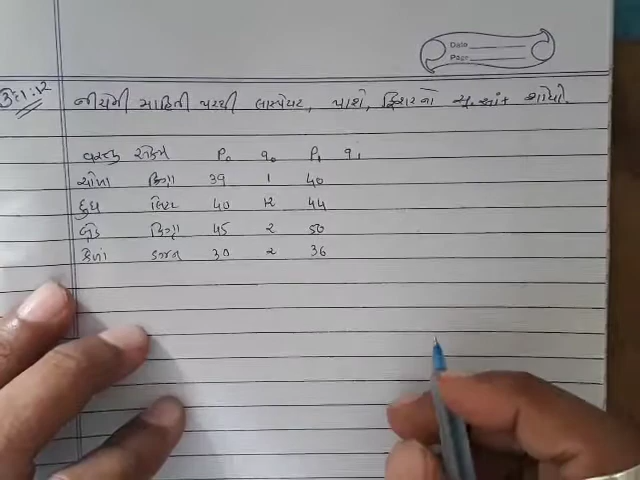 Date
Page
ઉદા:1:12 નીચેની માહિતી પરથી લાસ્પેયર, પાશે, ફિશરનો સૂ.આંક શોધો.
વસ્તુ એકમ P₀ q₀ P₁ q₁
ચોખા કિગ્રા 39 1 40
દુધ લિટર 40 12 44
બ્રેડ કિગ્રા 45 2 50
કેળાં ડઝન 30 2 36